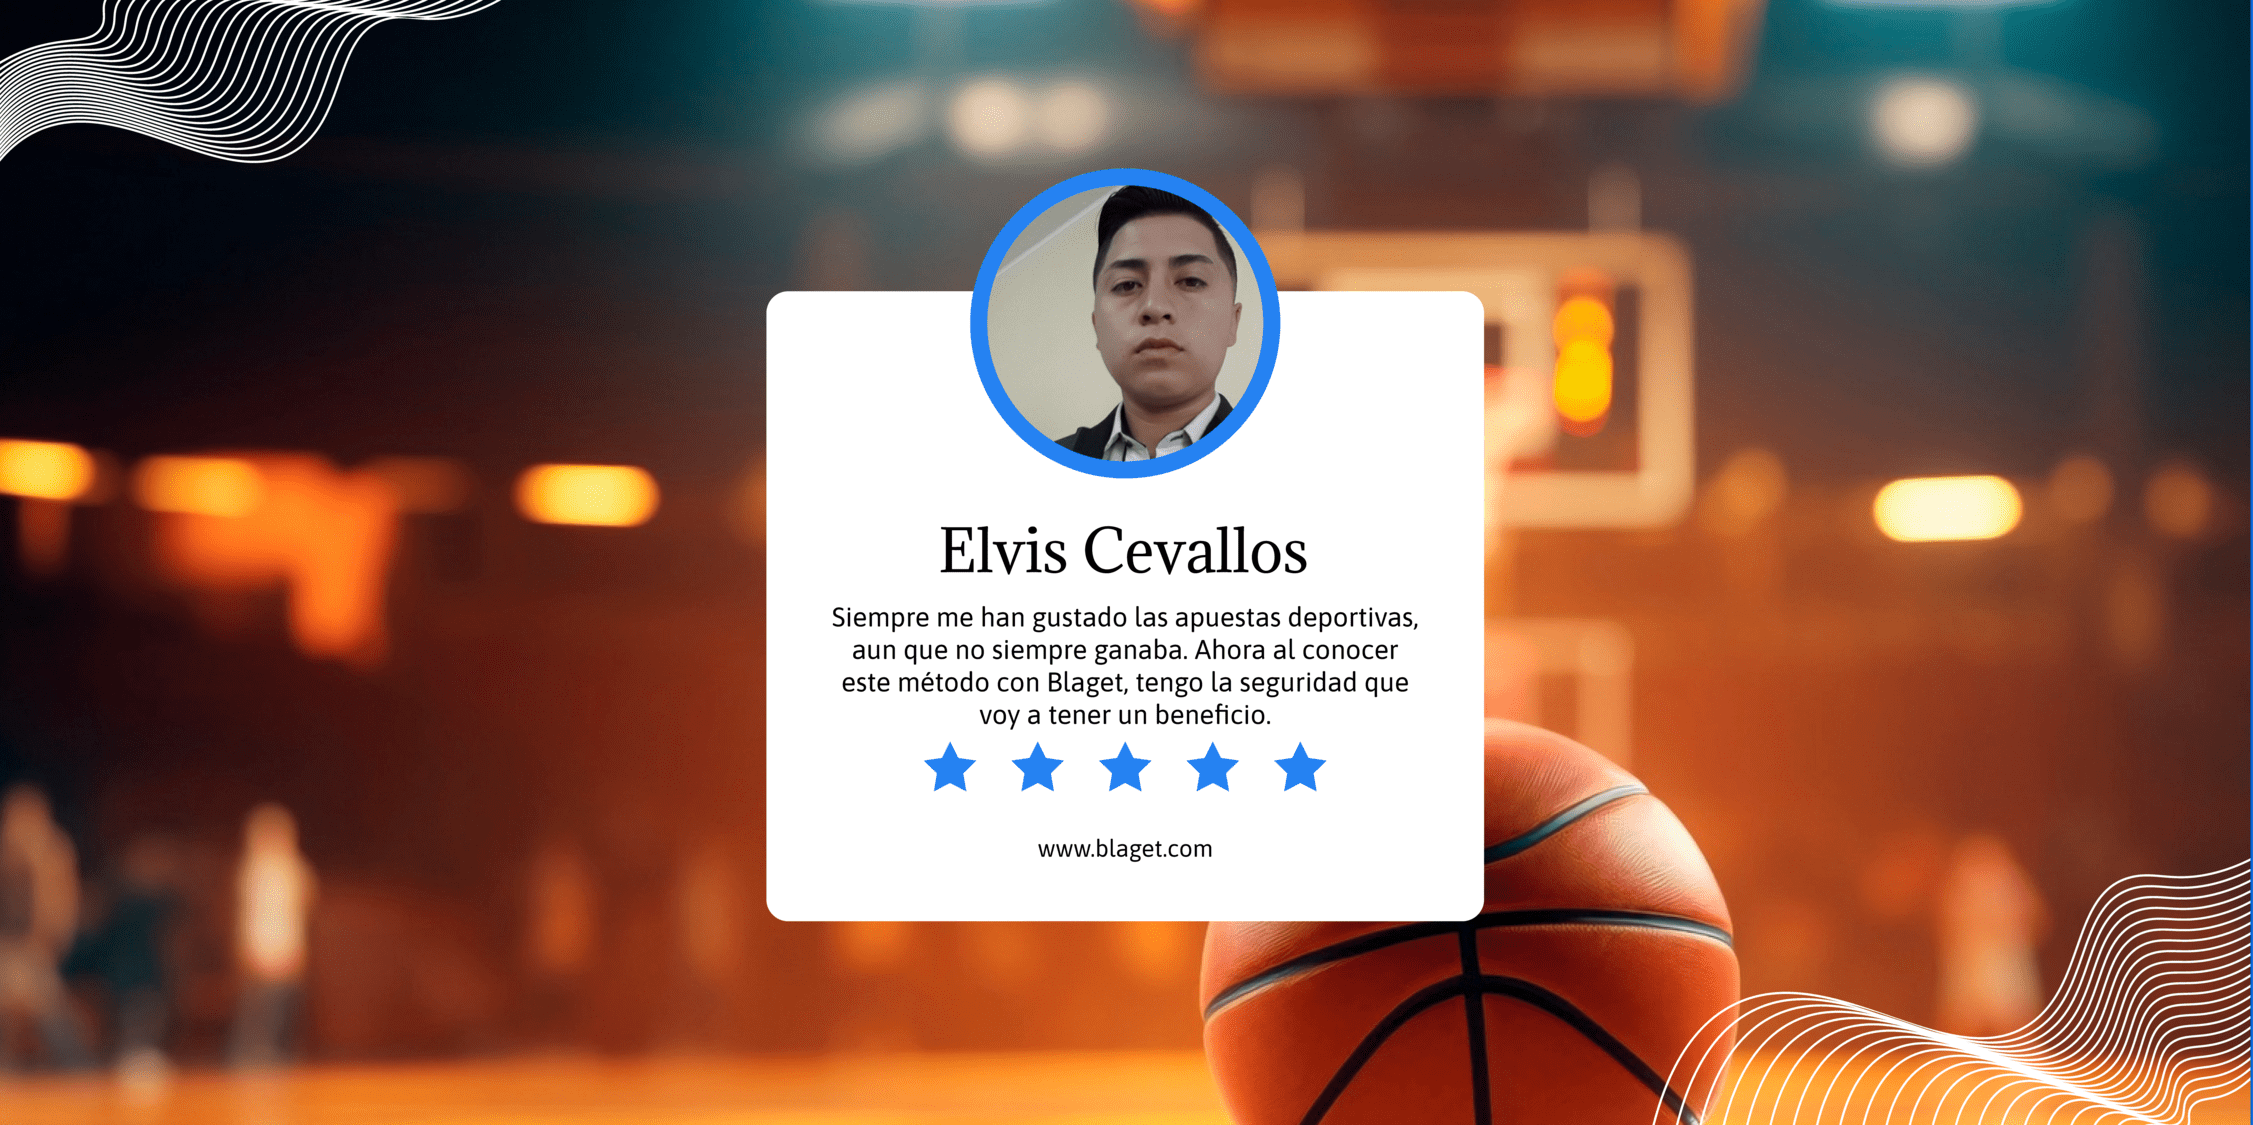 Elvis Cevallos
Siempre me han gustado las apuestas deportivas,
aun que no siempre ganaba. Ahora al conocer
este método con Blaget, tengo la seguridad que
voy a tener un beneficio.
www.blaget.com